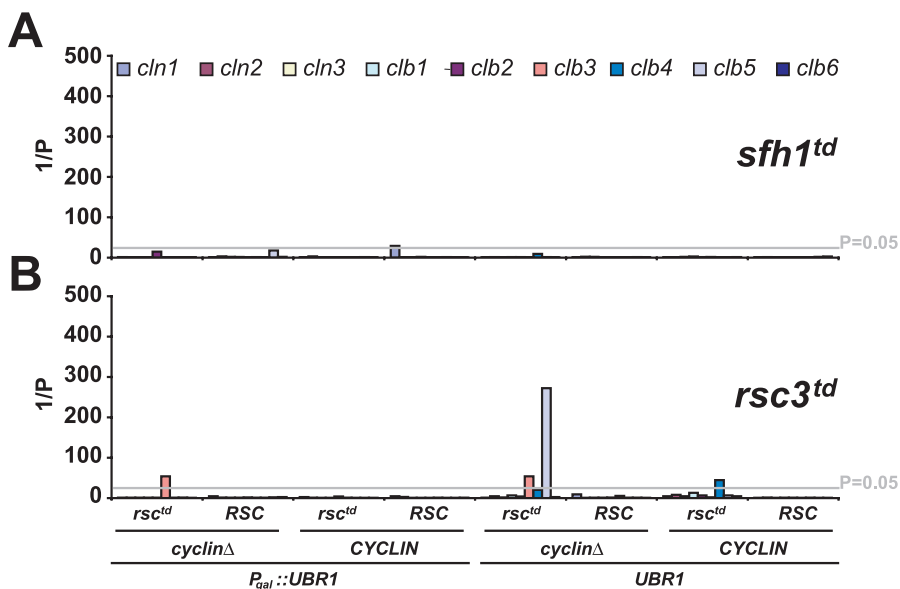 A
500
cln1 cln2 cln3 clb1 clb2 clb3 clb4 clb5 clb6
400
300
1/P
sfh1td
200
100
P=0.05
0
B
500
400
300
1/P
rsc3td
200
100
P=0.05
0
rsctd RSC rsctd RSC rsctd RSC rsctd RSC
cyclinΔ CYCLIN cyclinΔ CYCLIN
Pgal::UBR1 UBR1